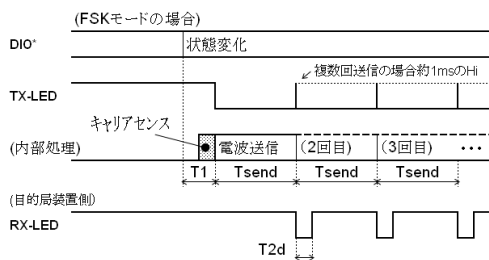 (FSKモードの場合)
DIO*
状態変化
複数回送信の場合約1msのHi
TX-LED
キャリアセンス
(内部処理)
電波送信
(2回目)
(3回目)
•••
T1
Tsend
Tsend
Tsend
(目的局装置側)
RX-LED
T2d